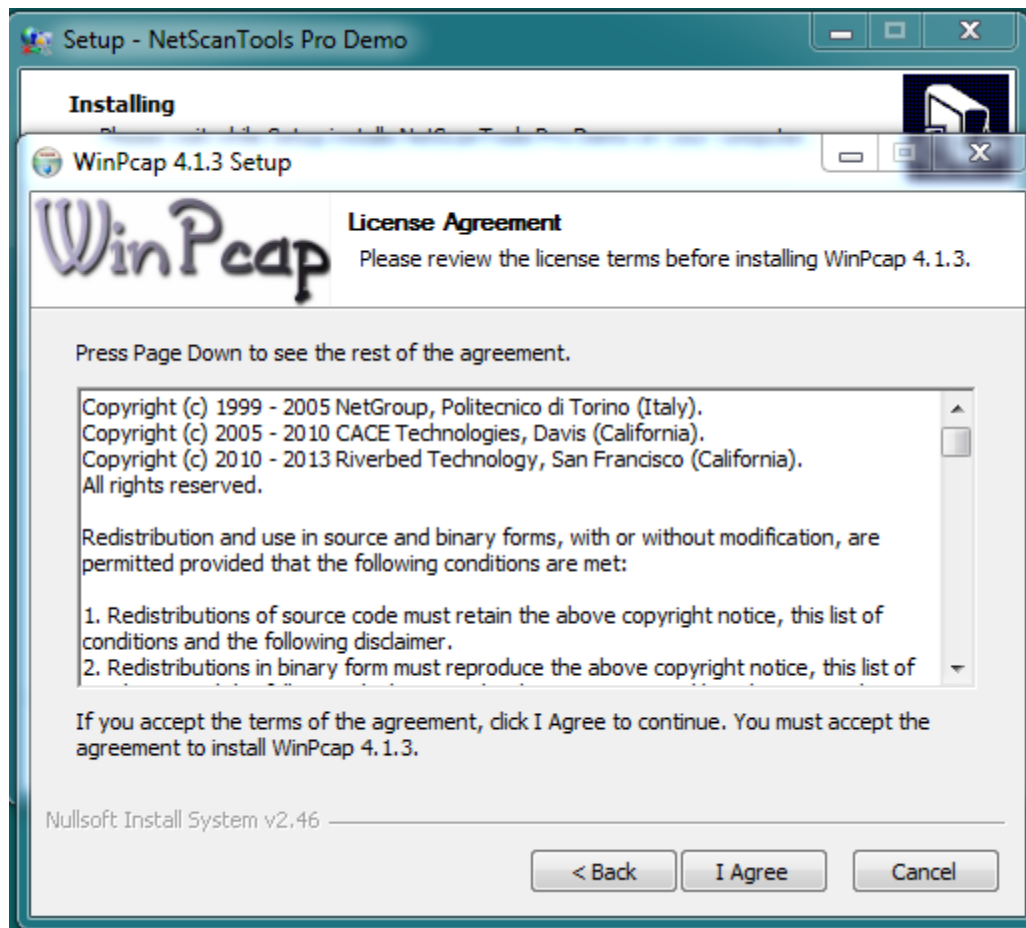 Setup - NetScanTools Pro Demo
Installing
WinPcap 4.1.3 Setup
WinPcap
License Agreement
Please review the license terms before installing WinPcap 4.1.3.
Press Page Down to see the rest of the agreement.
Copyright (c) 1999 - 2005 NetGroup, Politecnico di Torino (Italy).
Copyright (c) 2005 - 2010 CACE Technologies, Davis (California).
Copyright (c) 2010 - 2013 Riverbed Technology, San Francisco (California).
All rights reserved.
Redistribution and use in source and binary forms, with or without modification, are
permitted provided that the following conditions are met:
1. Redistributions of source code must retain the above copyright notice, this list of
conditions and the following disclaimer.
2. Redistributions in binary form must reproduce the above copyright notice, this list of
If you accept the terms of the agreement, click I Agree to continue. You must accept the
agreement to install WinPcap 4.1.3.
Nullsoft Install System v2.46
< Back
I Agree
Cancel